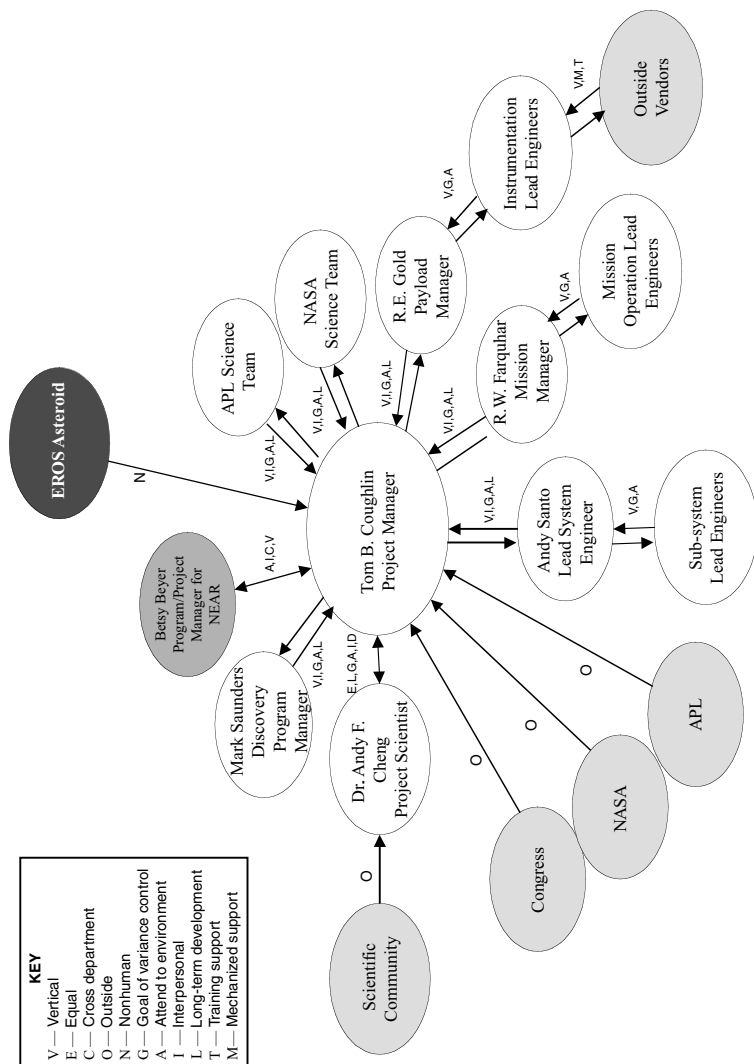 KEY
V — Vertical
E — Equal
C — Cross department
O — Outside
N — Nonhuman
G — Goal of variance control
A — Attend to environment
I — Interpersonal
L — Long-term development
T — Training support
M — Mechanized support
EROS Asteroid
N
Betsy Beyer
Program/Project
Manager for
NEAR
A,I,C,V
APL Science
Team
V,I,G,A,L
NASA
Science Team
V,I,G,A,L
Mark Saunders
Discovery
Program
Manager
V,I,G,A,L
R.E. Gold
Payload
Manager
V,I,G,A,L
V,G,A
Instrumentation
Lead Engineers
V,M,T
Outside
Vendors
Tom B. Coughlin
Project Manager
Dr. Andy F.
Cheng
Project Scientist
E,L,G,A,I,D
Scientific
Community
O
R. W. Farquhar
Mission
Manager
V,I,G,A,L
V,G,A
Mission
Operation Lead
Engineers
Andy Santo
Lead System
Engineer
V,I,G,A,L
V,G,A
Sub-system
Lead Engineers
Congress
O
NASA
O
APL
O